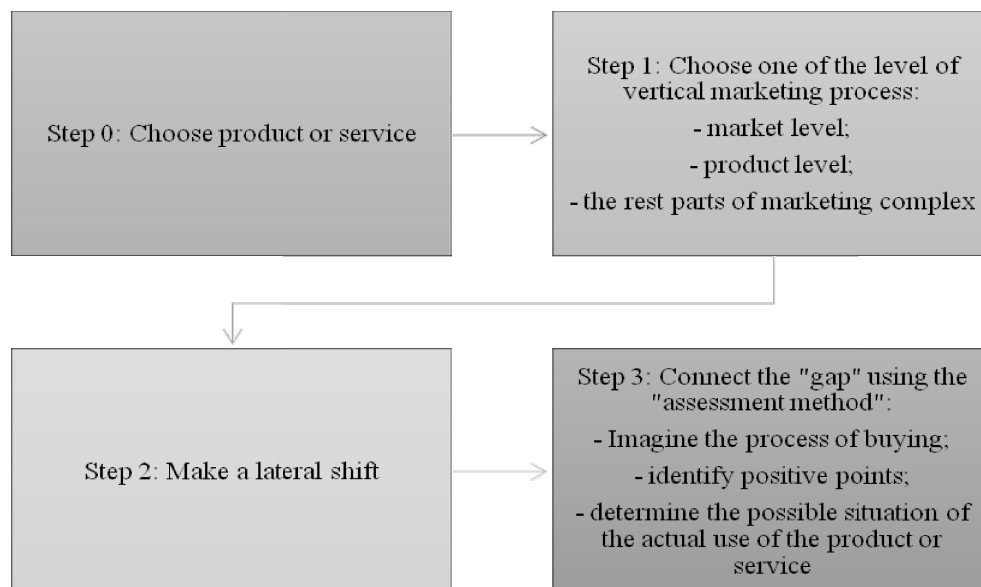 Step 0: Choose product or service
Step 1: Choose one of the level of
vertical marketing process:
- market level;
- product level;
- the rest parts of marketing complex
Step 2: Make a lateral shift
Step 3: Connect the "gap" using the
"assessment method":
- Imagine the process of buying;
- identify positive points;
- determine the possible situation of
the actual use of the product or
service